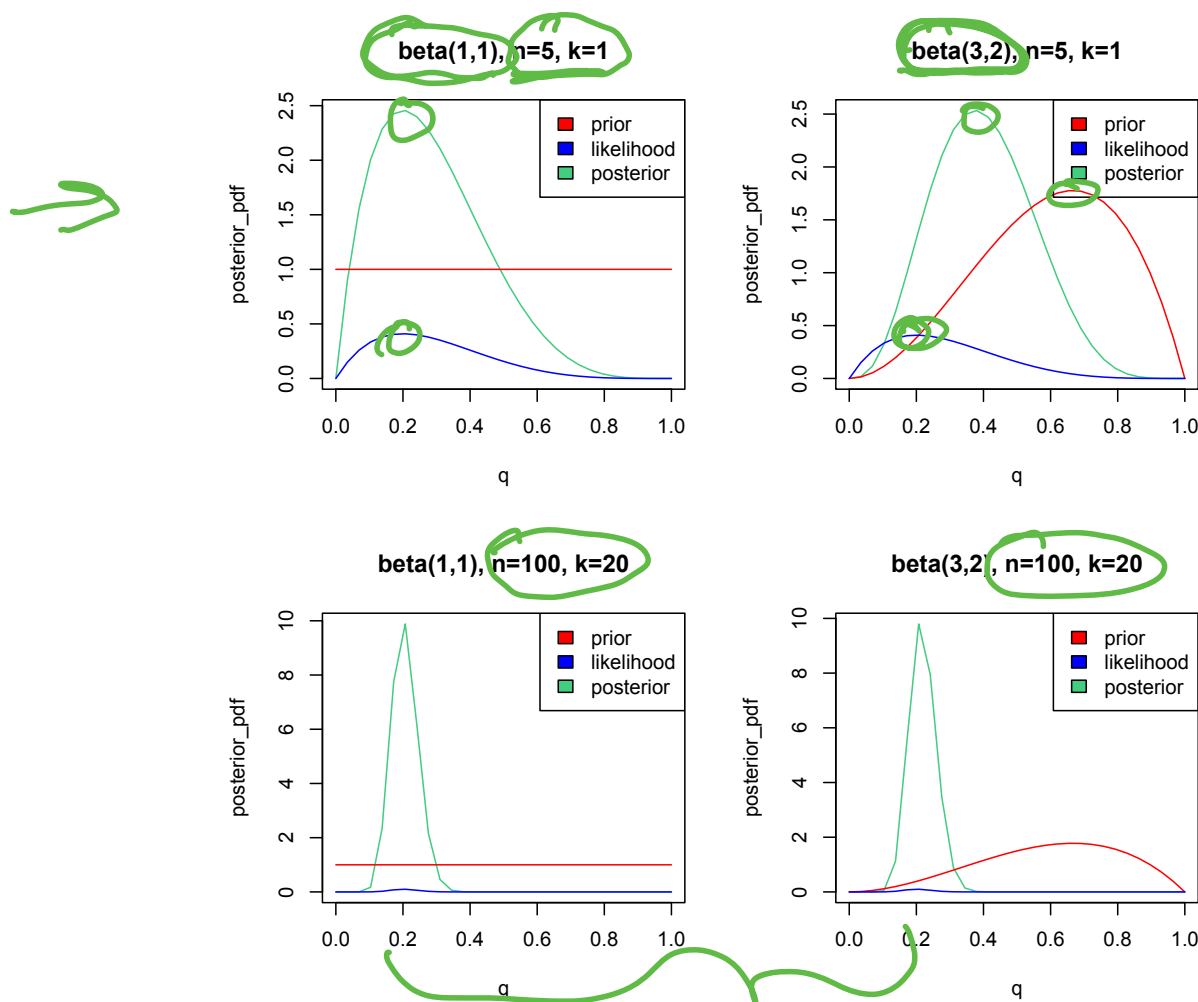 beta(1,1), n=5, k=1
posterior_pdf
2.5
2.0
1.5
1.0
0.5
0.0
prior
likelihood
posterior
0.0 0.2 0.4 0.6 0.8 1.0
q
beta(3,2), n=5, k=1
posterior_pdf
2.5
2.0
1.5
1.0
0.5
0.0
prior
likelihood
posterior
0.0 0.2 0.4 0.6 0.8 1.0
q
beta(1,1), n=100, k=20
posterior_pdf
10
8
6
4
2
0
prior
likelihood
posterior
0.0 0.2 0.4 0.6 0.8 1.0
q
beta(3,2), n=100, k=20
posterior_pdf
10
8
6
4
2
0
prior
likelihood
posterior
0.0 0.2 0.4 0.6 0.8 1.0
q